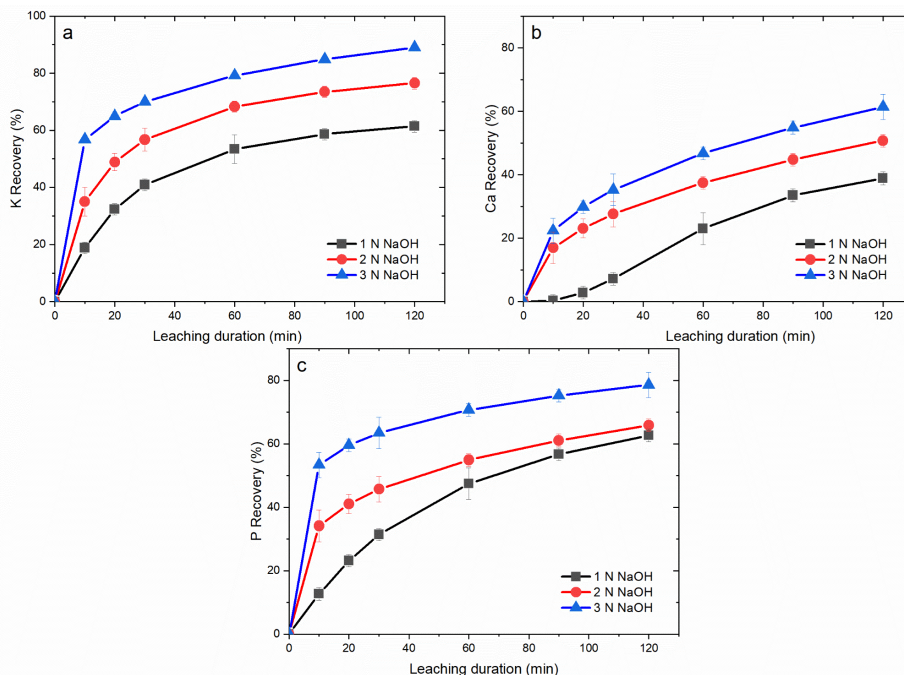 a
K Recovery (%)
100
80
60
40
20
0
1 N NaOH
2 N NaOH
3 N NaOH
0 20 40 60 80 100 120
Leaching duration (min)
b
Ca Recovery (%)
80
60
40
20
0
1 N NaOH
2 N NaOH
3 N NaOH
0 20 40 60 80 100 120
Leaching duration (min)
c
P Recovery (%)
80
60
40
20
0
1 N NaOH
2 N NaOH
3 N NaOH
0 20 40 60 80 100 120
Leaching duration (min)